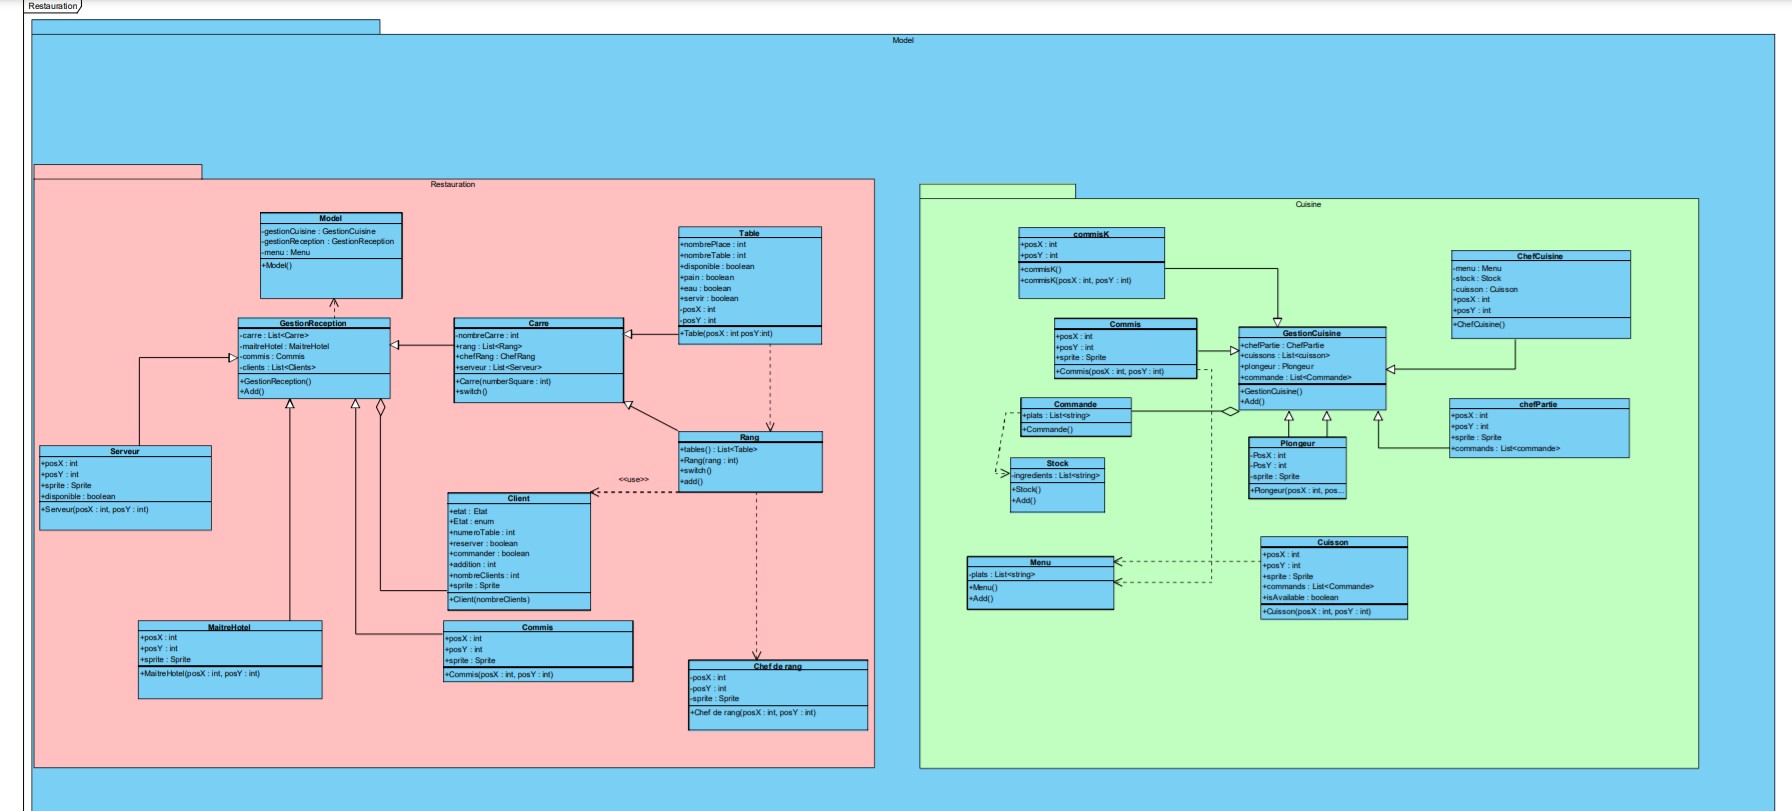 Restauration
Model
Restauration
Model
-gestionCuisine : GestionCuisine
-gestionReception : GestionReception
-menu : Menu
+Model()
Table
+nombrePlace : int
+nombreTable : int
+disponible : boolean
+pain : boolean
+eau : boolean
+servir : boolean
-posX : int
-posY : int
+Table(posX : int posY:int)
GestionReception
-carre : List<Carre>
-maitreHotel : MaitreHotel
-commis : Commis
-clients : List<Clients>
+GestionReception()
+Add()
Carre
-nombreCarre : int
+rang : List<Rang>
+chefRang : ChefRang
+serveur : List<Serveur>
+Carre(numberSquare : int)
+switch()
Rang
+tables() : List<Table>
+Rang(rang : int)
+switch()
+add()
Serveur
+posX : int
+posY : int
+sprite : Sprite
+disponible : boolean
+Serveur(posX : int, posY : int)
<<use>>
Client
+etat : Etat
+Etat : enum
+numeroTable : int
+reserver : boolean
+commander : boolean
+addition : int
+nombreClients : int
+sprite : Sprite
+Client(nombreClients)
MaitreHotel
+posX : int
+posY : int
+sprite : Sprite
+MaitreHotel(posX : int, posY : int)
Commis
+posX : int
+posY : int
+sprite : Sprite
+Commis(posX : int, posY : int)
Chef de rang
-posX : int
-posY : int
-sprite : Sprite
+Chef de rang(posX : int, posY : int)
Cuisine
commisK
+posX : int
+posY : int
+commisK()
+commisK(posX : int, posY : int)
ChefCuisine
-menu : Menu
-stock : Stock
-cuisson : Cuisson
+posX : int
+posY : int
+ChefCuisine()
Commis
+posX : int
+posY : int
+sprite : Sprite
+Commis(posX : int, posY : int)
GestionCuisine
+chefPartie : ChefPartie
+cuissons : List<cuisson>
+plongeur : Plongeur
+commande : List<Commande>
+GestionCuisine()
+Add()
Commande
+plats : List<string>
+Commande()
chefPartie
+posX : int
+posY : int
+sprite : Sprite
+commands : List<commande>
Stock
-ingredients : List<string>
+Stock()
+Add()
Plongeur
-PosX : int
-PosY : int
-sprite : Sprite
+Plongeur(posX : int, pos...
Menu
-plats : List<string>
+Menu()
+Add()
Cuisson
+posX : int
+posY : int
+sprite : Sprite
+commands : List<Commande>
+isAvailable : boolean
+Cuisson(posX : int, posY : int)